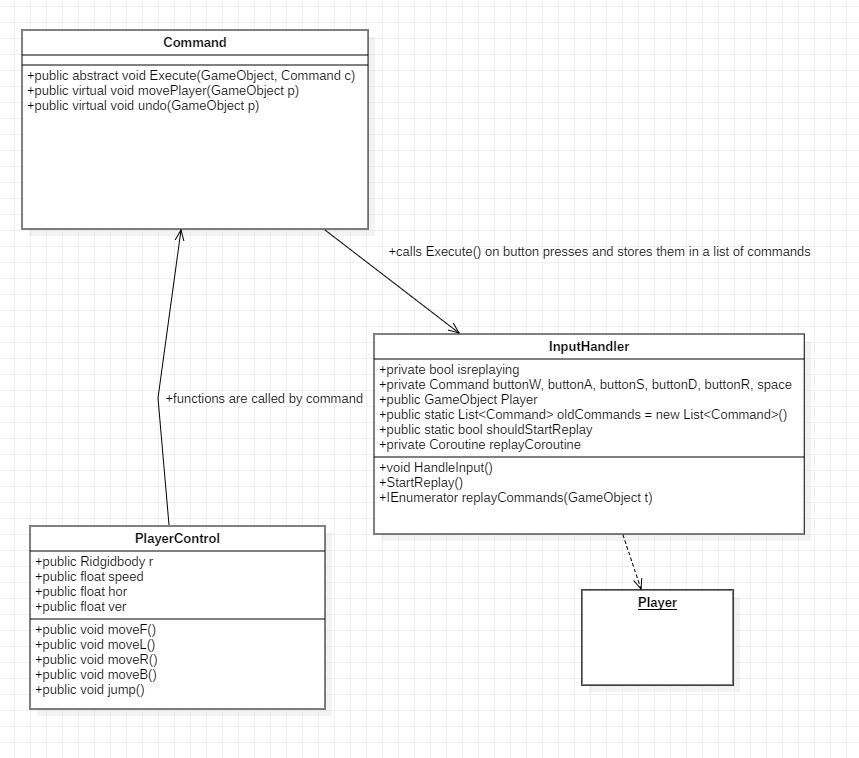 Command
+public abstract void Execute(GameObject, Command c)
+public virtual void movePlayer(GameObject p)
+public virtual void undo(GameObject p)
+calls Execute() on button presses and stores them in a list of commands
InputHandler
+private bool isreplaying
+private Command buttonW, buttonA, buttonS, buttonD, buttonR, space
+public GameObject Player
+public static List<Command> oldCommands = new List<Command>()
+public static bool shouldStartReplay
+private Coroutine replayCoroutine
+void HandleInput()
+StartReplay()
+IEnumerator replayCommands(GameObject t)
+functions are called by command
PlayerControl
+public Ridgidbody r
+public float speed
+public float hor
+public float ver
+public void moveF()
+public void moveL()
+public void moveR()
+public void moveB()
+public void jump()
Player